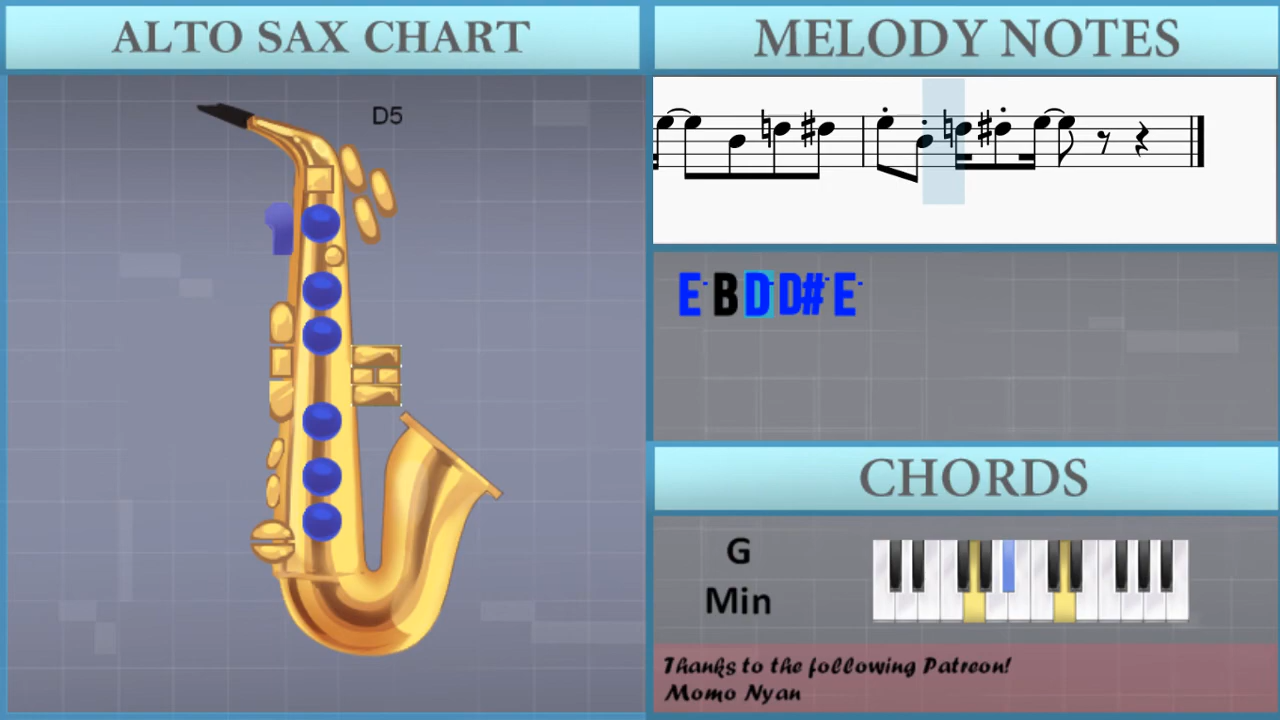 ALTO SAX CHART
D5
MELODY NOTES
E B D D# E
CHORDS
G
Min
Thanks to the following Patreon!
Momo Nyan